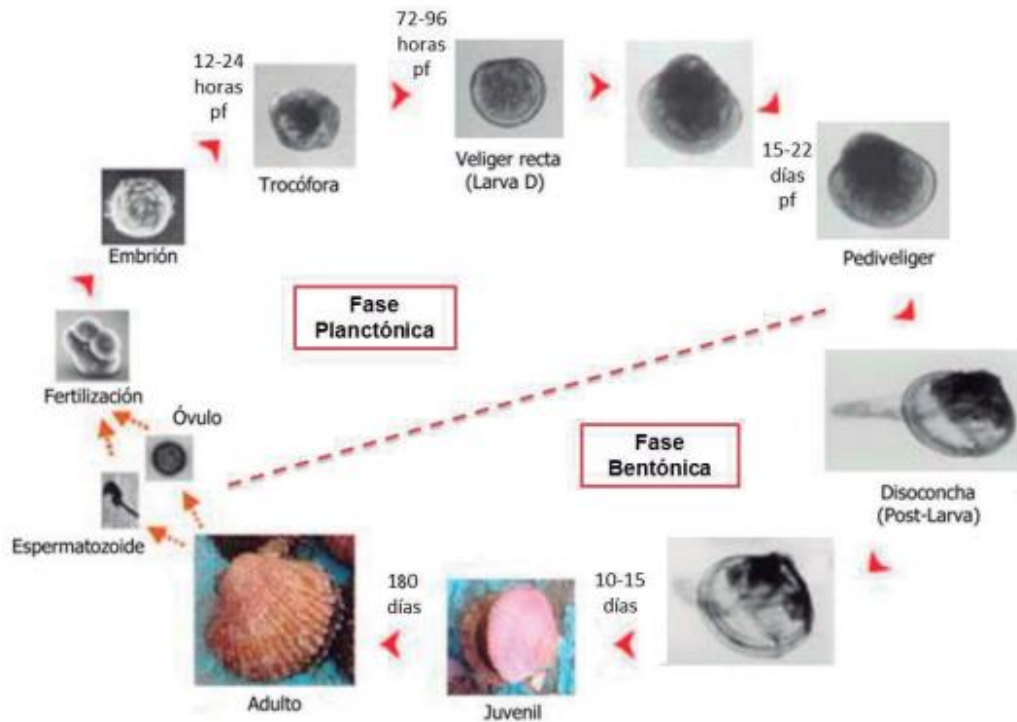 72-96
horas
pf
12-24
horas
pf
Trocófora
Veliger recta
(Larva D)
15-22
días
pf
Embrión
Pediveliger
Fase
Planctónica
Fertilización
Óvulo
Fase
Bentónica
Disoconcha
(Post-Larva)
Espermatozoide
180
días
10-15
días
Adulto
Juvenil